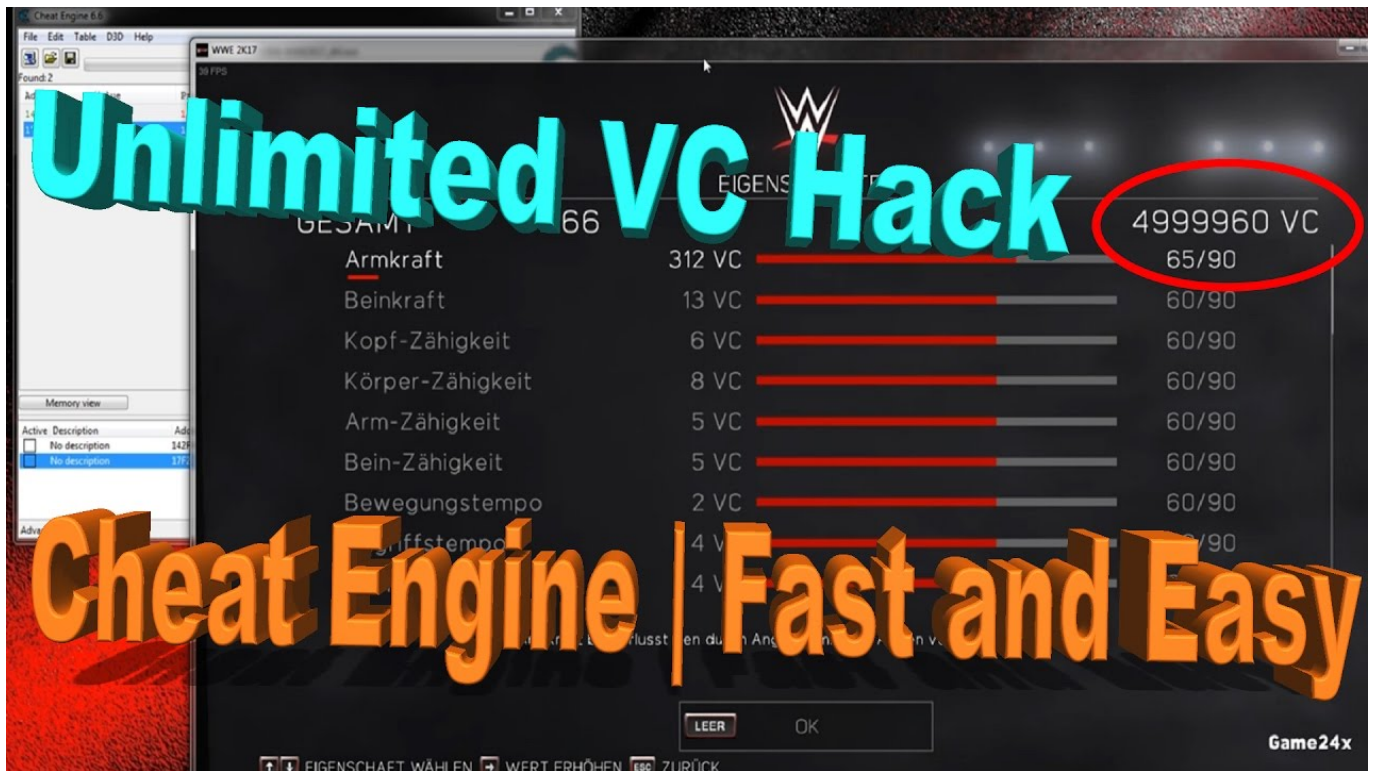 Cheat Engine 6.6
File Edit Table D3D Help
WWE 2K17
39 FPS
Found: 2
Unlimited VC Hack
GESAMT 66
4999960 VC
Armkraft 312 VC 65/90
Beinkraft 13 VC 60/90
Kopf-Zähigkeit 6 VC 60/90
Körper-Zähigkeit 8 VC 60/90
Arm-Zähigkeit 5 VC 60/90
Memory view
Active Description
No description
No description
Bein-Zähigkeit 5 VC 60/90
Bewegungstempo 2 VC 60/90
Cheat Engine | Fast and Easy
LEER OK
Game24x
EIGENSCHAFT WÄHLEN WERT ERHÖHEN ESC ZURÜCK